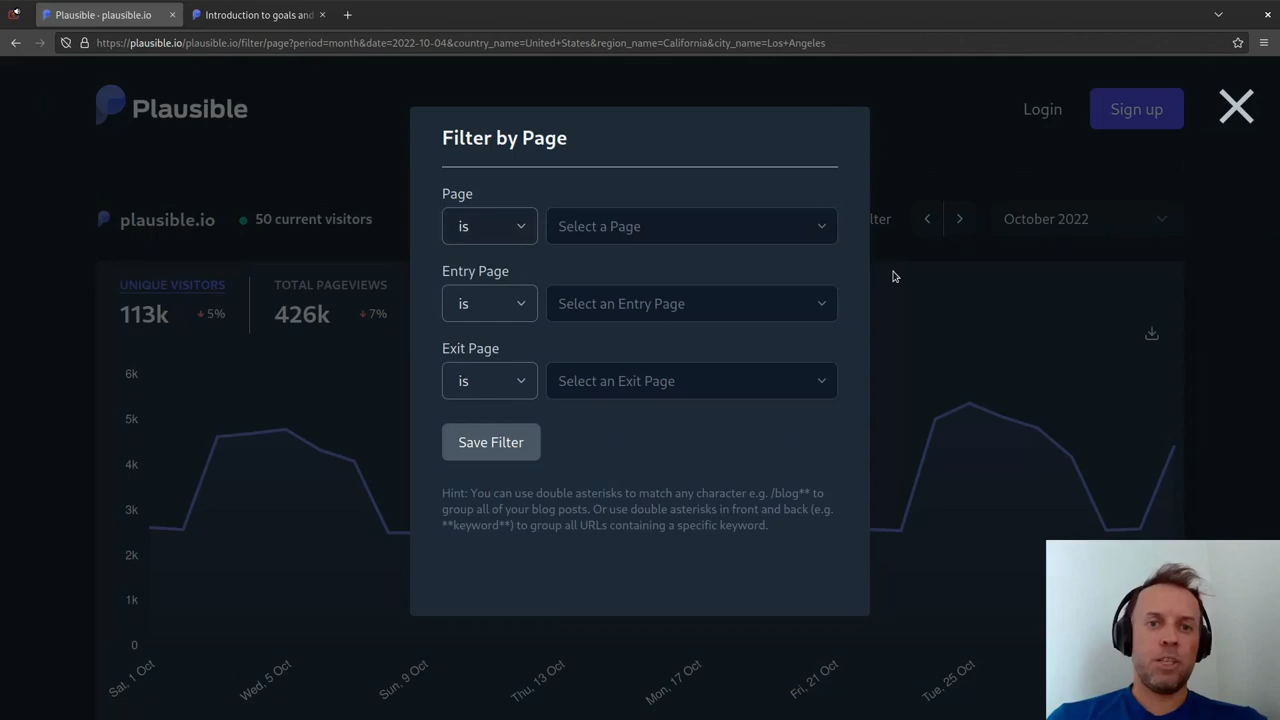 Plausible · plausible.io
Introduction to goals and
https://plausible.io/plausible.io/filter/page?period=month&date=2022-10-04&country_name=United+States&region_name=California&city_name=Los+Angeles
Plausible
Login
Sign up
Filter by Page
Page
is
Select a Page
Entry Page
is
Select an Entry Page
Exit Page
is
Select an Exit Page
Save Filter
Hint: You can use double asterisks to match any character e.g. /blog** to
group all of your blog posts. Or use double asterisks in front and back (e.g.
**keyword**) to group all URLs containing a specific keyword.
plausible.io
50 current visitors
lter
October 2022
UNIQUE VISITORS
113k
5%
TOTAL PAGEVIEWS
426k
7%
6k
5k
4k
3k
2k
1k
0
Sat, 1 Oct
Wed, 5 Oct
Sun, 9 Oct
Thu, 13 Oct
Mon, 17 Oct
Fri, 21 Oct
Tue, 25 Oct